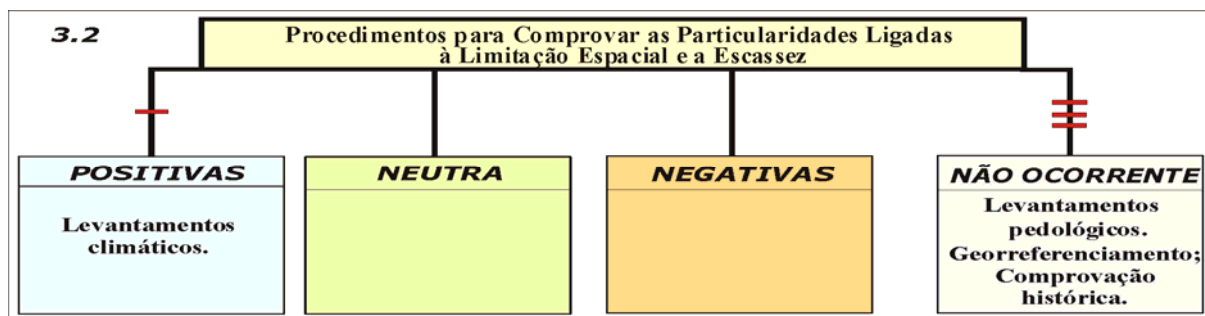 3.2
Procedimentos para Comprovar as Particularidades Ligadas
à Limitação Espacial e a Escassez
POSITIVAS
Levantamentos
climáticos.
NEUTRA
NEGATIVAS
NÃO OCORRENTE
Levantamentos
pedológicos.
Georreferenciamento;
Comprovação
histórica.